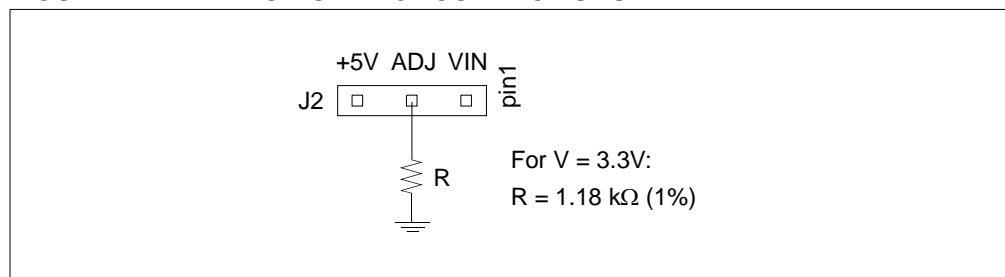 +5V ADJ VIN
pin1
J2
R
For V = 3.3V:
R = 1.18 kΩ (1%)